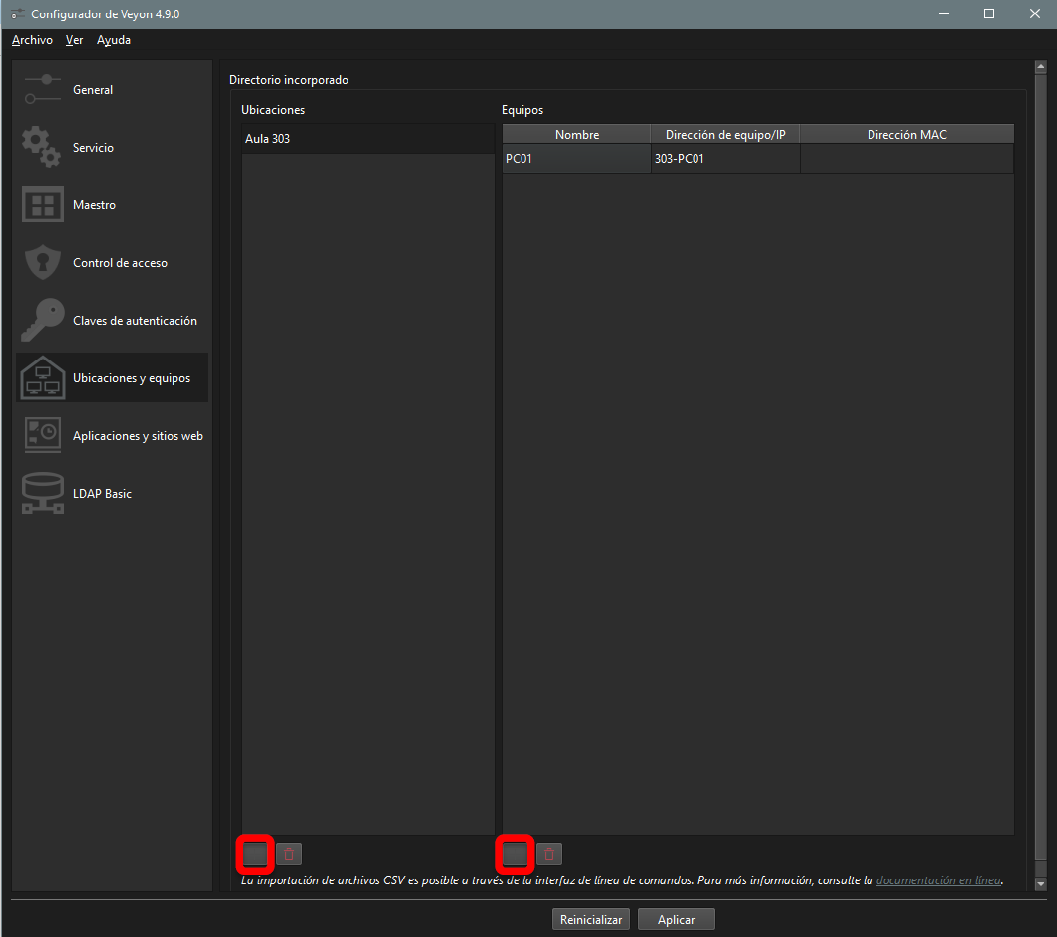 Configurador de Veyon 4.9.0
Archivo Ver Ayuda
General
Servicio
Maestro
Control de acceso
Claves de autenticación
Ubicaciones y equipos
Aplicaciones y sitios web
LDAP Basic
Directorio incorporado
Ubicaciones
Aula 303
Equipos
Nombre Dirección de equipo/IP Dirección MAC
PC01 303-PC01
La importación de archivos CSV es posible a través de la interfaz de línea de comandos. Para más información, consulte la documentación en línea.
Reinicializar Aplicar